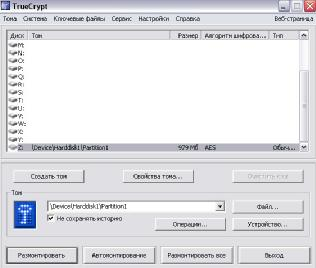 TrueCrypt
Тома Система Ключевые файлы Сервис Настройки Справка Веб-страница
Диск Том Размер Алгоритм шифрова... Тип
M:
N:
O:
P:
Q:
R:
S:
T:
U:
V:
W:
X:
Y:
Z: \Device\Harddisk1\Partition1 979 Мб AES Обыч...
Создать том Свойства тома... Очистить кэш
Том
\Device\Harddisk1\Partition1 Файл...
Не сохранять историю Операции... Устройство...
Размонтировать Автомонтирование Размонтировать все Выход